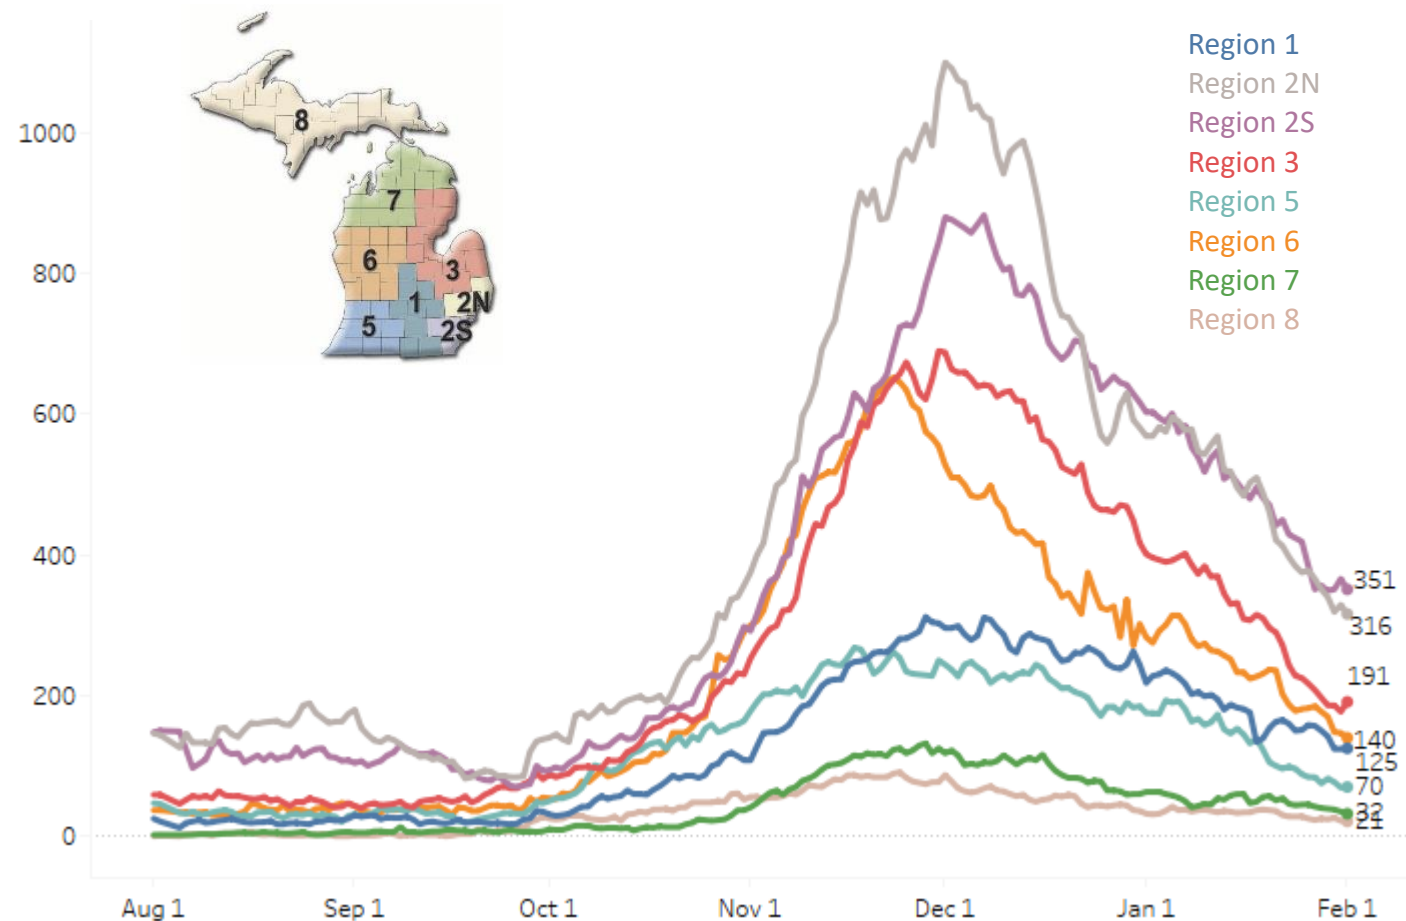 Region 1
Region 2N
Region 2S
Region 3
Region 5
Region 6
Region 7
Region 8
8
7
6
3
1
2N
5
2S
1000
800
600
400
200
0
351
316
191
140
125
70
32
21
Aug 1
Sep 1
Oct 1
Nov 1
Dec 1
Jan 1
Feb 1